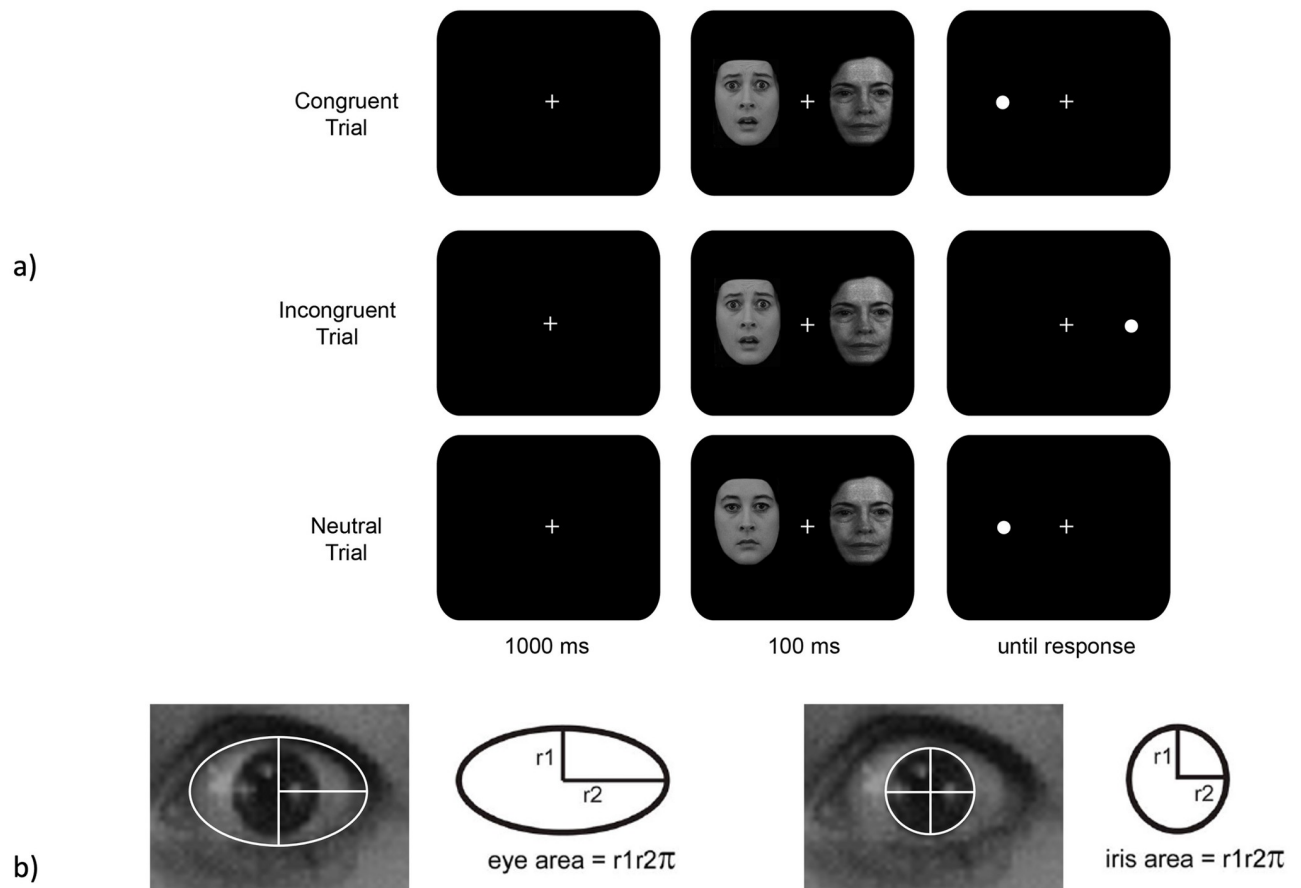 a)
Congruent
Trial
Incongruent
Trial
Neutral
Trial
1000 ms
100 ms
until response
b)
r1
r2
eye area = r1r2π
r1
r2
iris area = r1r2π